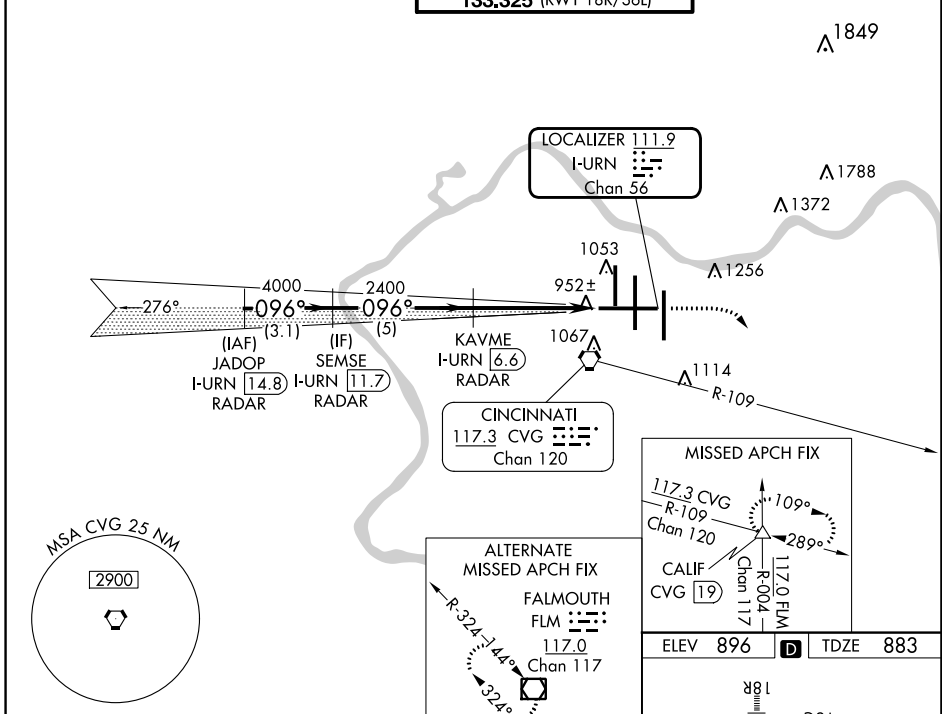 133.325 (RWY 18R/36L)
1849
LOCALIZER 111.9
I-URN
Chan 56
1788
1372
1053
1256
952±
4000
2400
276°
096°
096°
(3.1)
(5)
(IAF)
JADOP
I-URN 14.8
RADAR
(IF)
SEMSE
I-URN 11.7
RADAR
KAVME
I-URN 6.6
RADAR
1067
1114
R-109
CINCINNATI
117.3 CVG
Chan 120
MISSED APCH FIX
117.3 CVG
R-109
Chan 120
109°
289°
CALIF
CVG 19
117.0 FLM
R-004
Chan 117
MSA CVG 25 NM
2900
ALTERNATE
MISSED APCH FIX
FALMOUTH
FLM
117.0
Chan 117
R-324
144°
324°
ELEV 896 D TDZE 883
18R